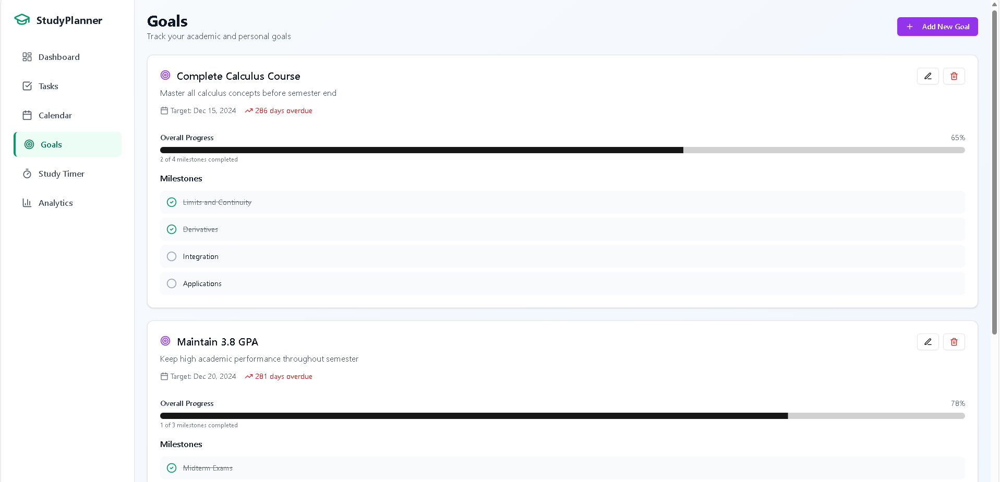 StudyPlanner
Dashboard
Tasks
Calendar
Goals
Study Timer
Analytics
Goals
Track your academic and personal goals
Add New Goal
Complete Calculus Course
Master all calculus concepts before semester end
Target: Dec 15, 2024 286 days overdue
Overall Progress 65%
2 of 4 milestones completed
Milestones
Limits and Continuity
Derivatives
Integration
Applications
Maintain 3.8 GPA
Keep high academic performance throughout semester
Target: Dec 20, 2024 281 days overdue
Overall Progress 78%
1 of 3 milestones completed
Milestones
Midterm Exams